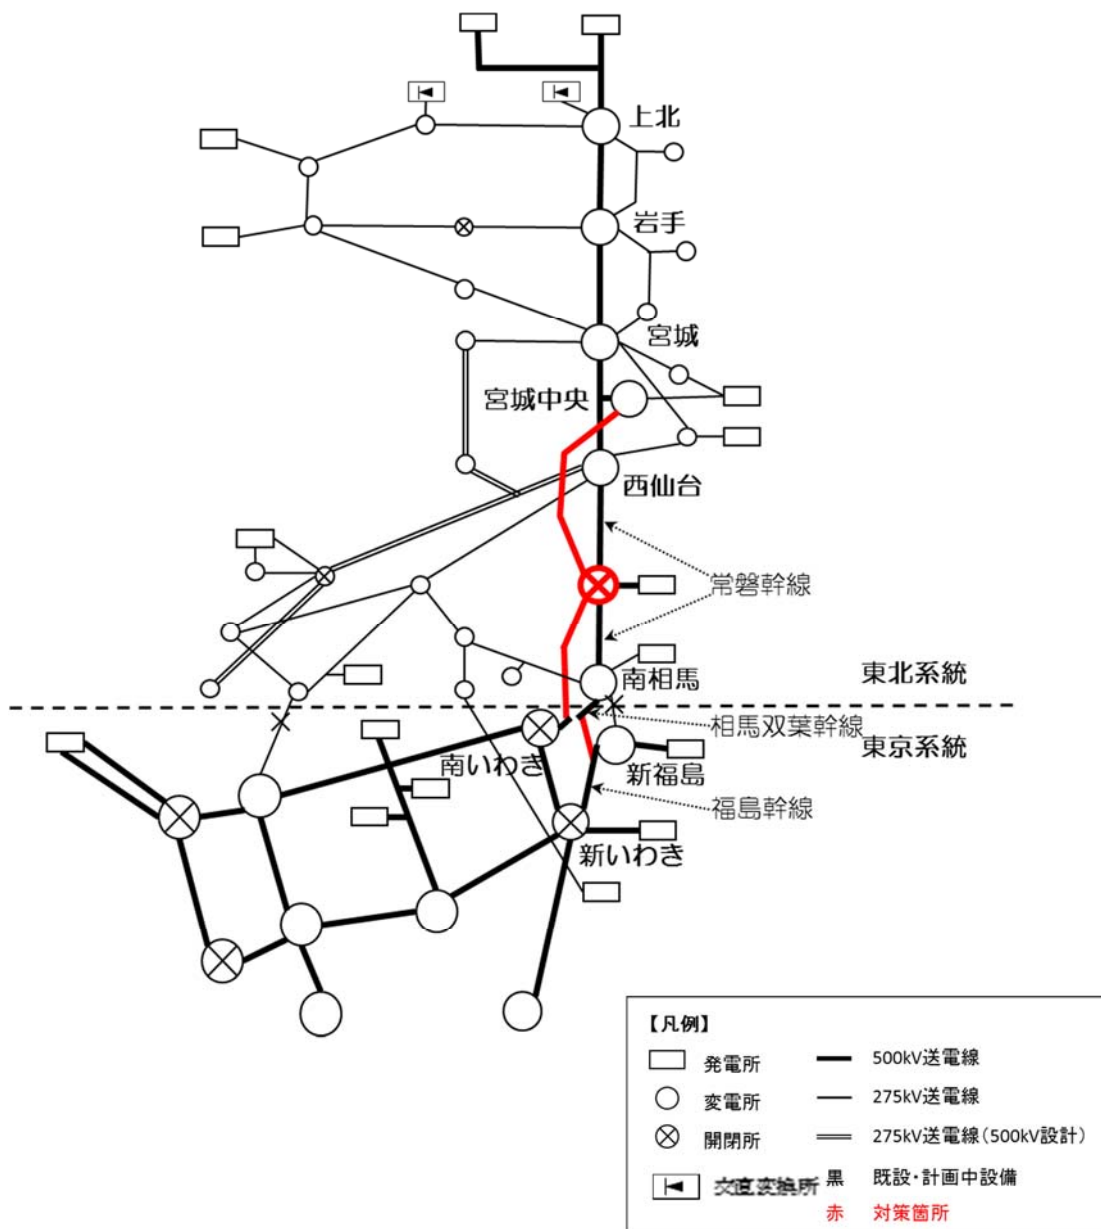 上北
岩手
宮城
宮城中央
西仙台
常磐幹線
南相馬
東北系統
相馬双葉幹線
東京系統
南いわき
新福島
福島幹線
新いわき
【凡例】
発電所 500kV送電線
変電所 275kV送電線
開閉所 275kV送電線(500kV設計)
交直変換所 黒 既設・計画中設備
赤 対策箇所